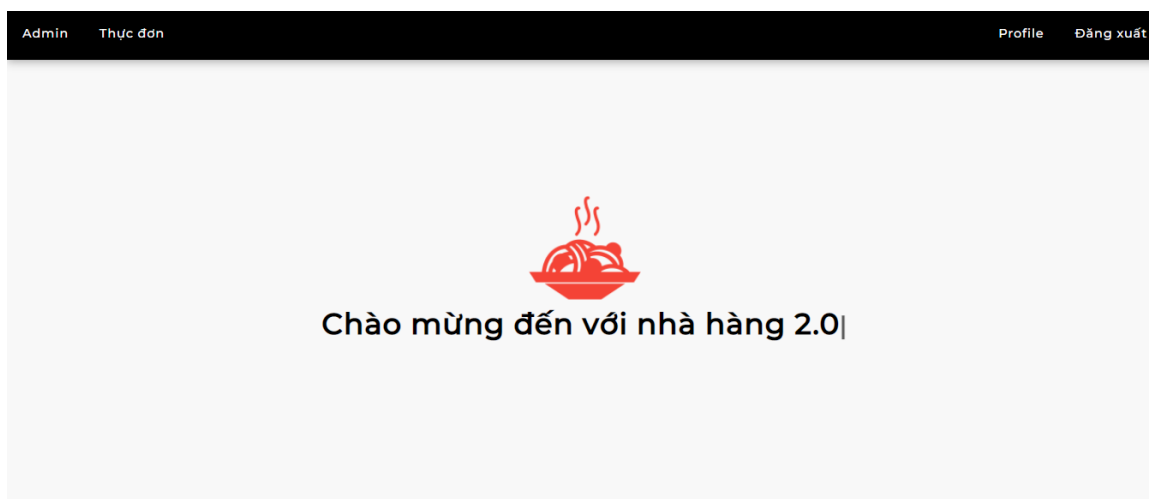 Admin Thực đơn Profile Đăng xuất
Chào mừng đến với nhà hàng 2.0